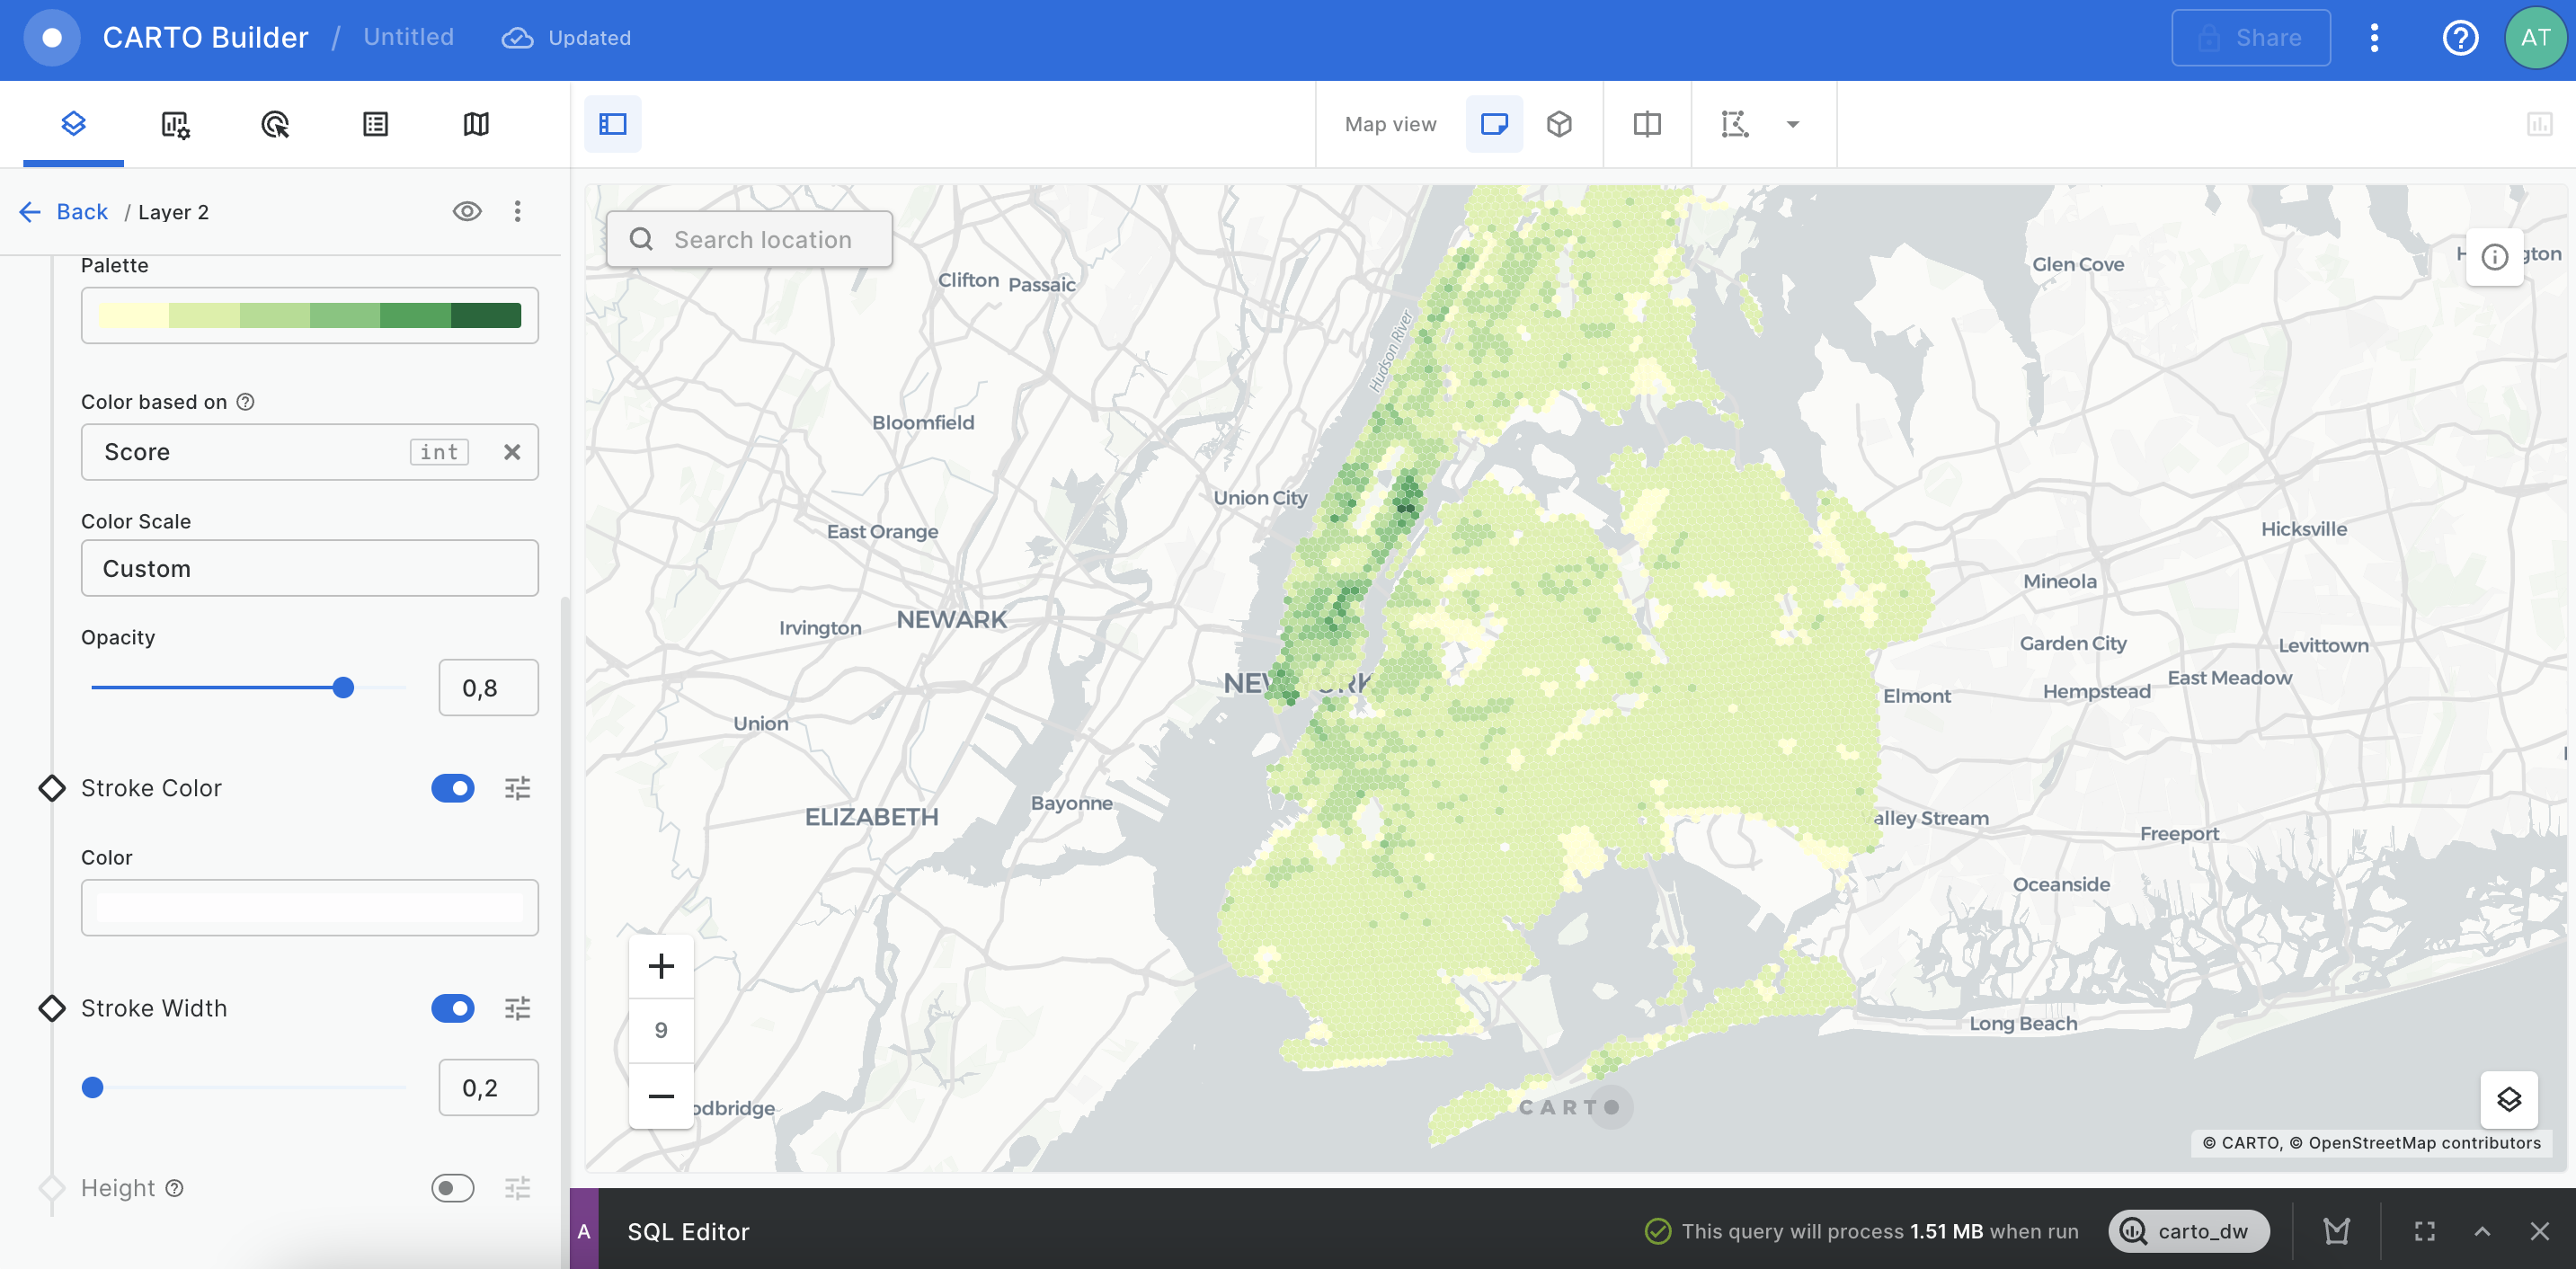 CARTO Builder / Untitled Updated Share AT
Map view
Back / Layer 2
Palette
Color based on
Score int
Color Scale
Custom
Opacity
0,8
Stroke Color
Color
Stroke Width
0,2
Height
Search location
Clifton
Passaic
Hudson River
Glen Cove
gton
Bloomfield
Union City
East Orange
Hicksville
Mineola
Irvington
NEWARK
Garden City
Levittown
East Meadow
Hempstead
Elmont
NEW YORK
Union
ELIZABETH
Bayonne
alley Stream
Freeport
Oceanside
Long Beach
9
odbridge
CARTO
© CARTO, © OpenStreetMap contributors
A SQL Editor This query will process 1.51 MB when run carto_dw